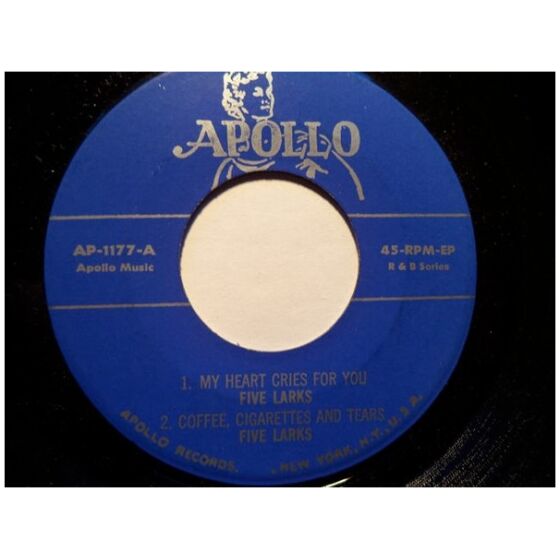 APOLLO
AP-1177-A
Apollo Music
45-RPM-EP
R & B Series
1. MY HEART CRIES FOR YOU
FIVE LARKS
2. COFFEE, CIGARETTES AND TEARS
FIVE LARKS
APOLLO RECORDS, NEW YORK, N.Y., U.S.A.